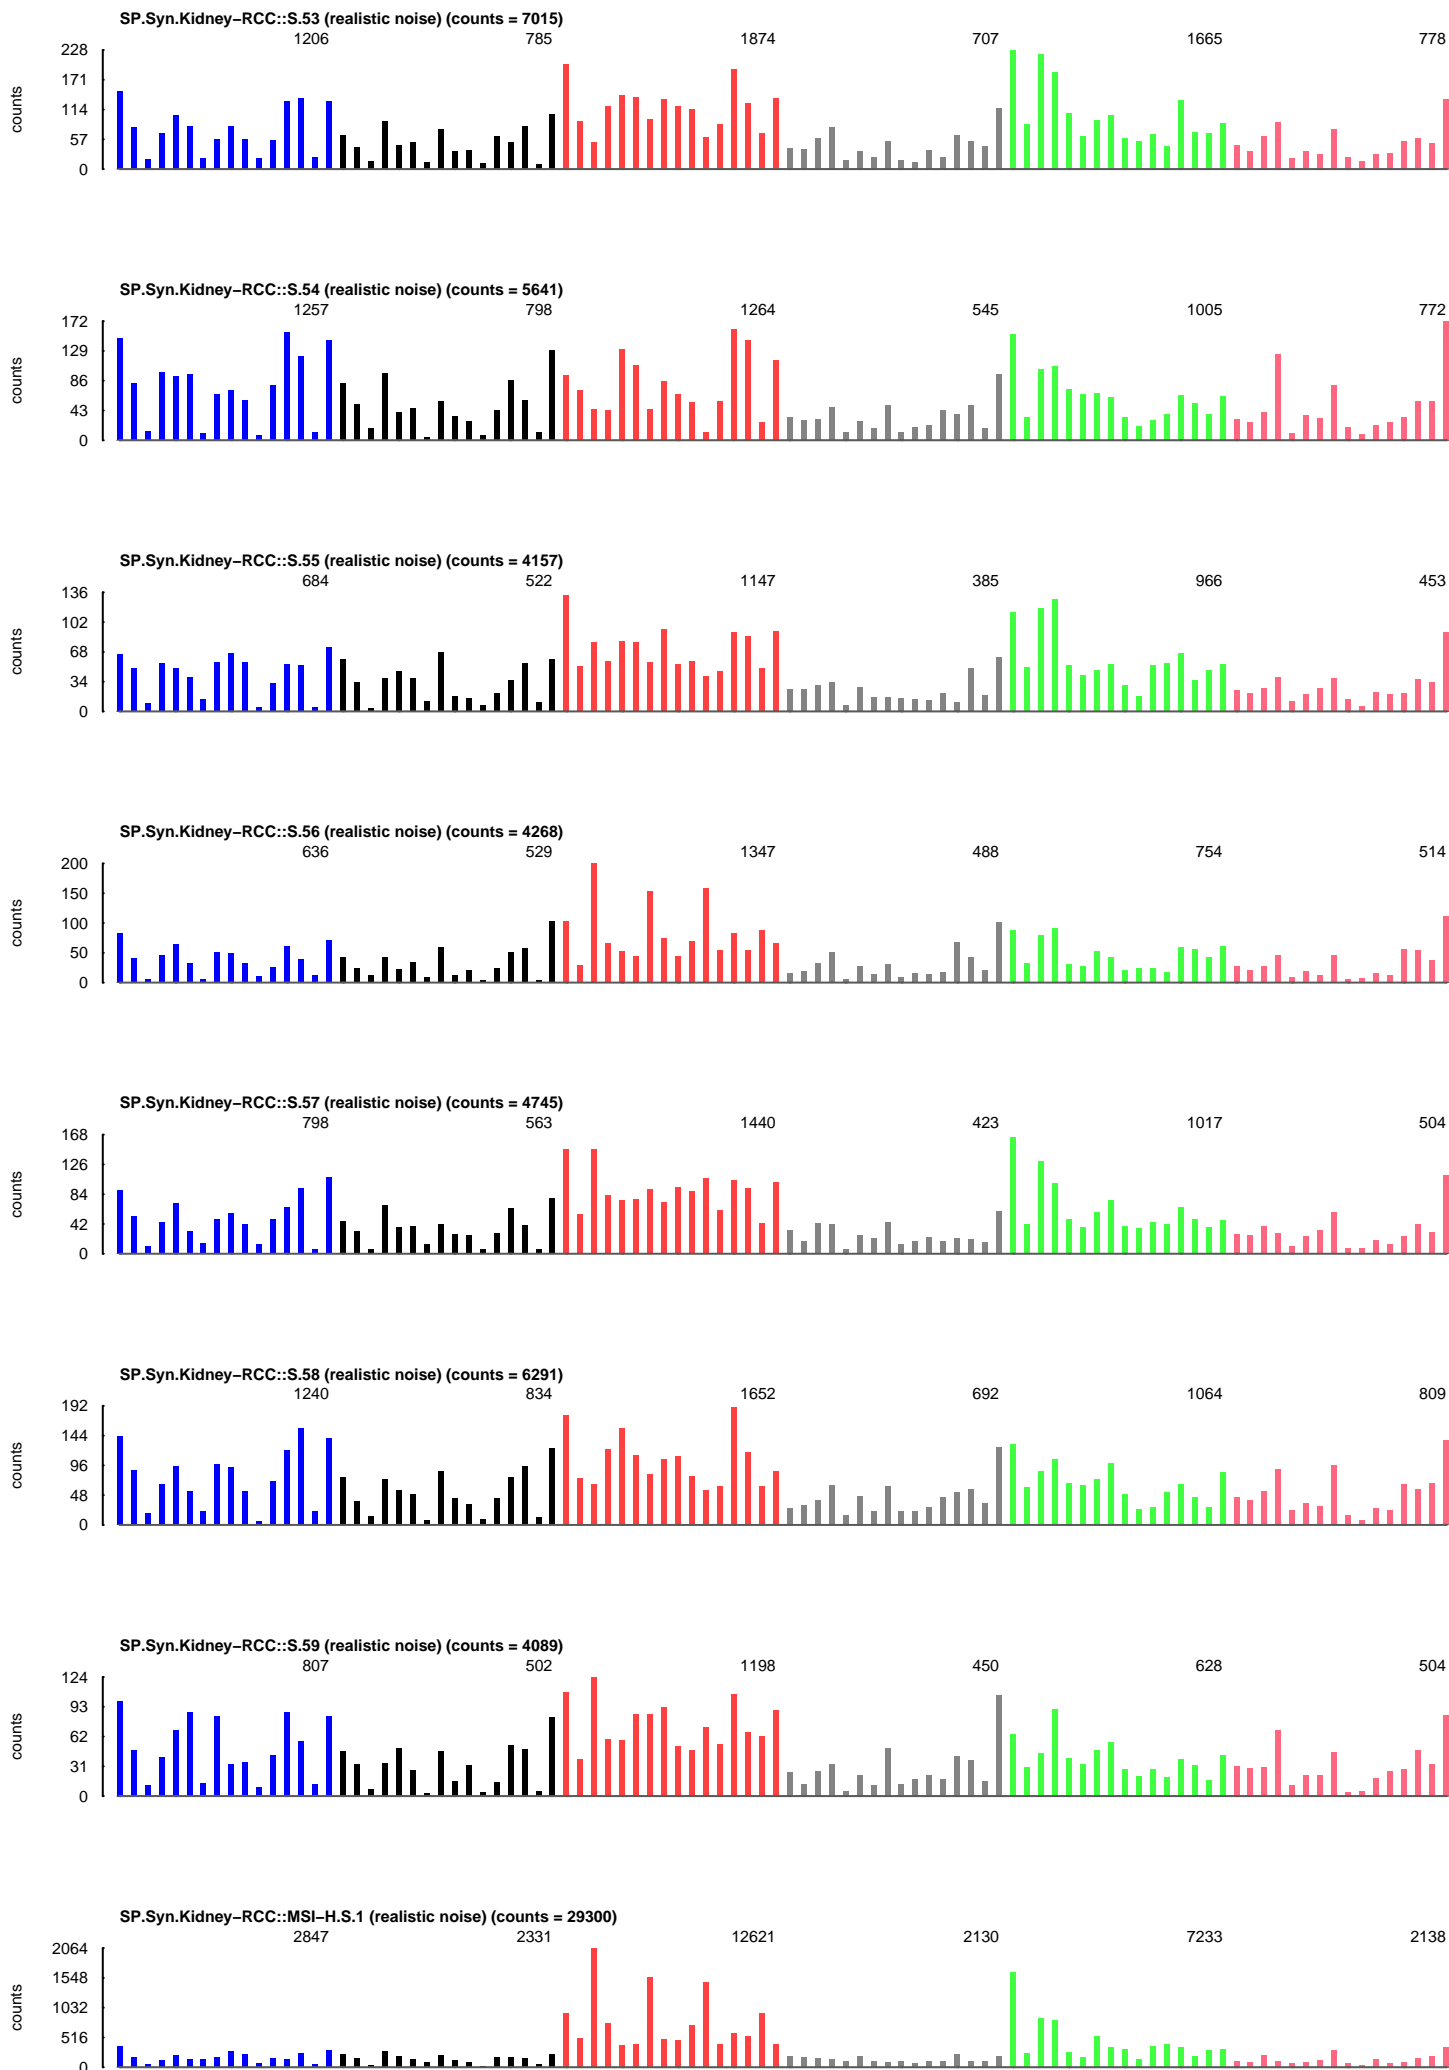 SP.Syn.Kidney−RCC::S.53 (realistic noise) (counts = 7015)
1206 785 1874 707 1665 778
228
171
114
57
0
counts
SP.Syn.Kidney−RCC::S.54 (realistic noise) (counts = 5641)
1257 798 1264 545 1005 772
172
129
86
43
0
counts
SP.Syn.Kidney−RCC::S.55 (realistic noise) (counts = 4157)
684 522 1147 385 966 453
136
102
68
34
0
counts
SP.Syn.Kidney−RCC::S.56 (realistic noise) (counts = 4268)
636 529 1347 488 754 514
200
150
100
50
0
counts
SP.Syn.Kidney−RCC::S.57 (realistic noise) (counts = 4745)
798 563 1440 423 1017 504
168
126
84
42
0
counts
SP.Syn.Kidney−RCC::S.58 (realistic noise) (counts = 6291)
1240 834 1652 692 1064 809
192
144
96
48
0
counts
SP.Syn.Kidney−RCC::S.59 (realistic noise) (counts = 4089)
807 502 1198 450 628 504
124
93
62
31
0
counts
SP.Syn.Kidney−RCC::MSI−H.S.1 (realistic noise) (counts = 29300)
2847 2331 12621 2130 7233 2138
2064
1548
1032
516
0
counts